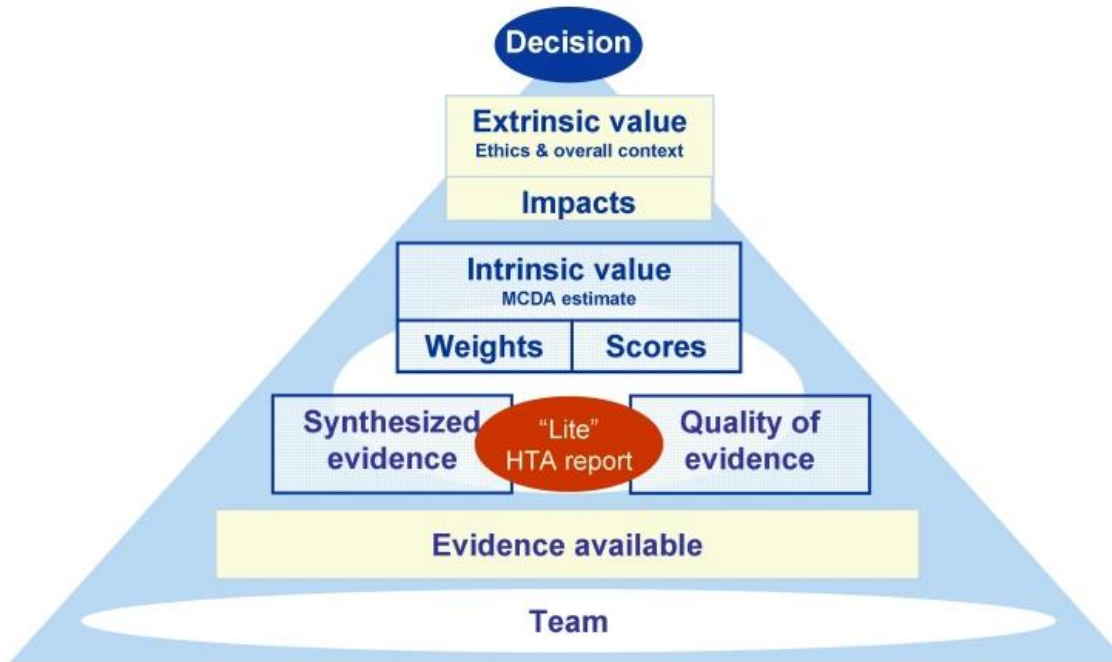 Decision
Extrinsic value
Ethics & overall context
Impacts
Intrinsic value
MCDA estimate
Weights
Scores
Synthesized
evidence
“Lite”
HTA report
Quality of
evidence
Evidence available
Team